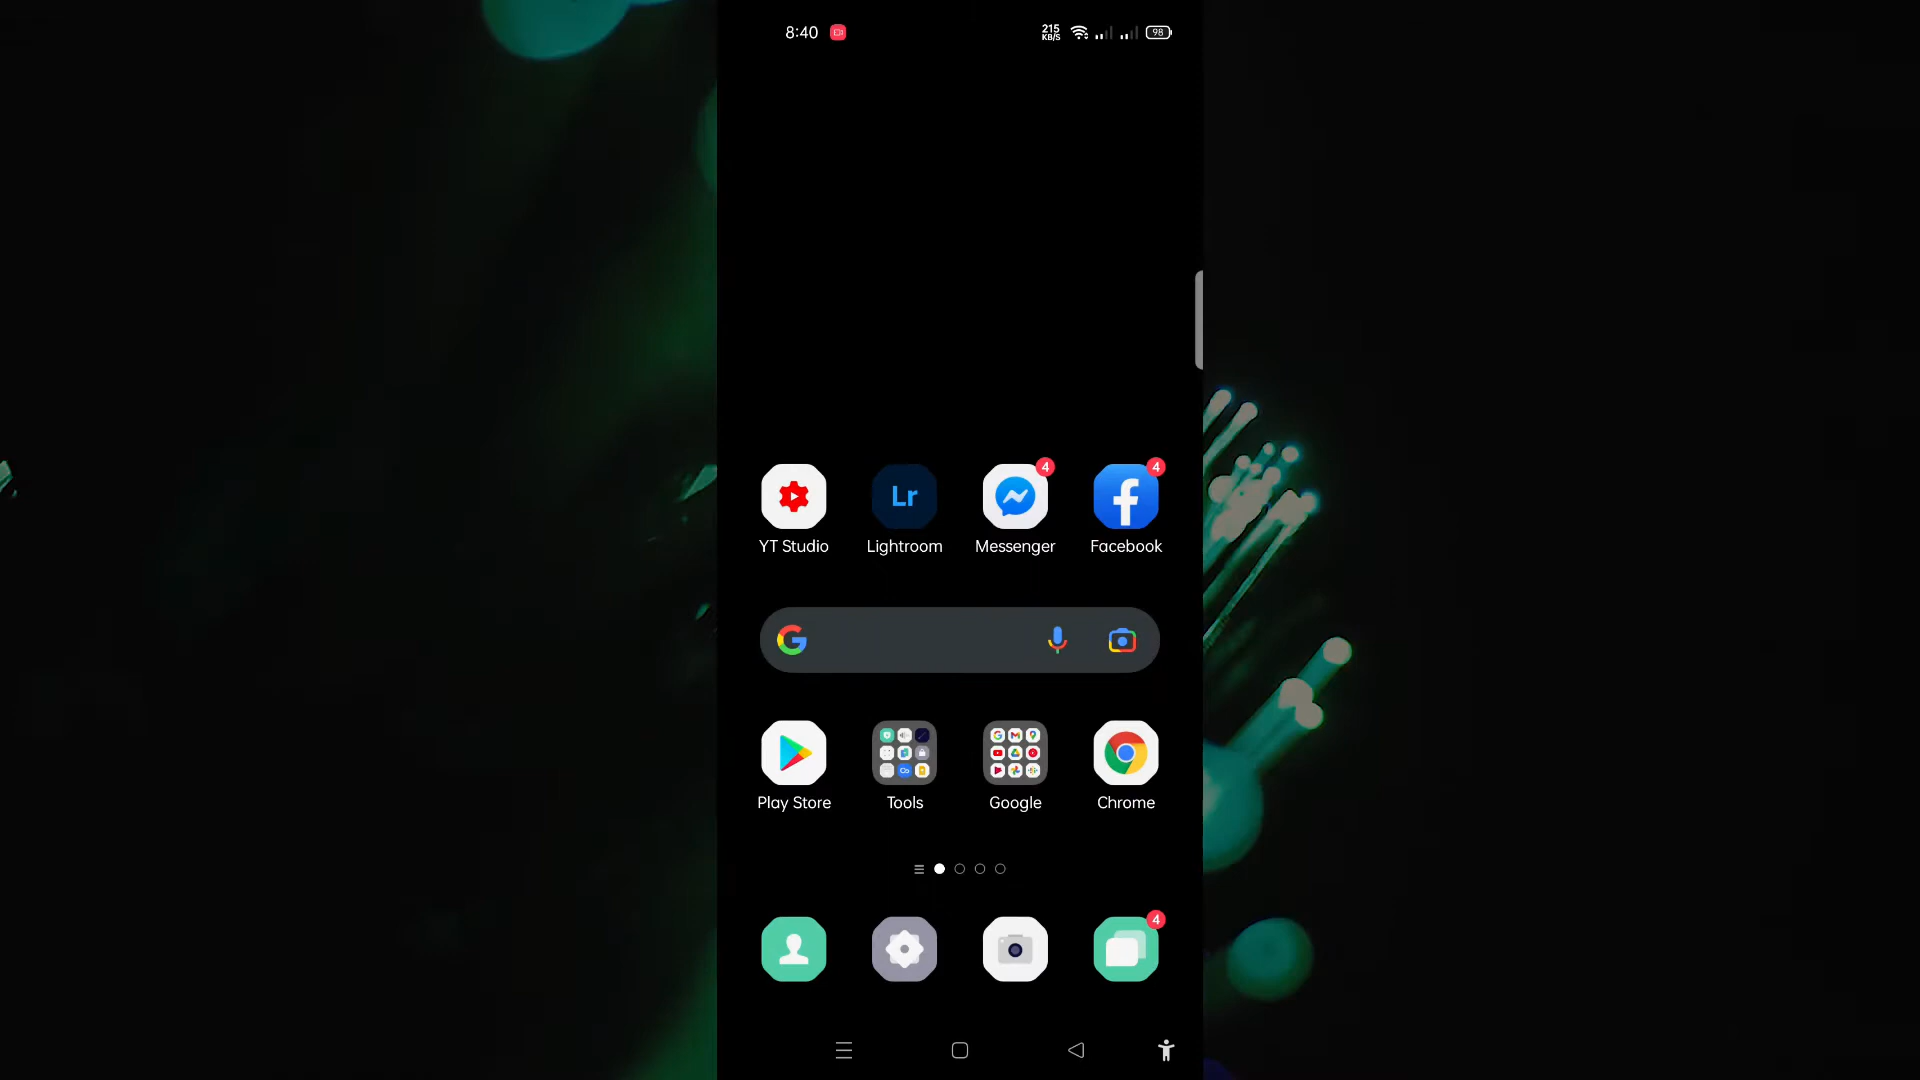 8:40
215
KB/S
98
4
4
Lr
YT Studio
Lightroom
Messenger
Facebook
Play Store
Tools
Google
Chrome
4